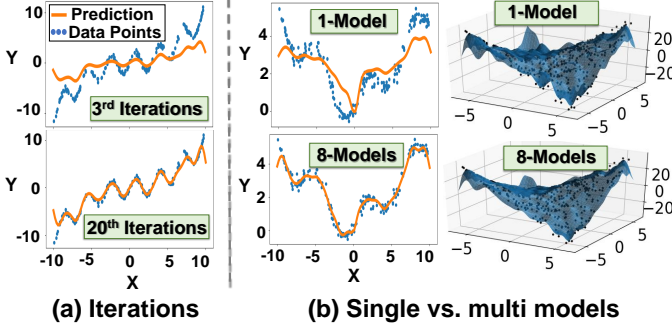 Prediction
Data Points
Y
10
0
-10
3rd Iterations
Y
10
0
-10
20th Iterations
-10
-5
0
5
10
X
(a) Iterations
1-Model
Y
4
2
0
8-Models
Y
4
2
0
-10
-5
0
5
10
X
1-Model
20
0
-20
-5
0
5
-5
0
5
8-Models
20
0
-20
-5
0
5
-5
0
5
(b) Single vs. multi models